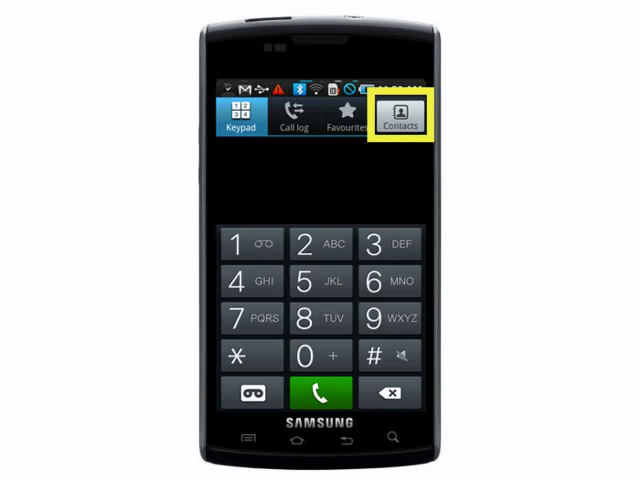 Keypad Call log Favourites Contacts
1 2 ABC 3 DEF
4 GHI 5 JKL 6 MNO
7 PQRS 8 TUV 9 WXYZ
* 0 + #
SAMSUNG